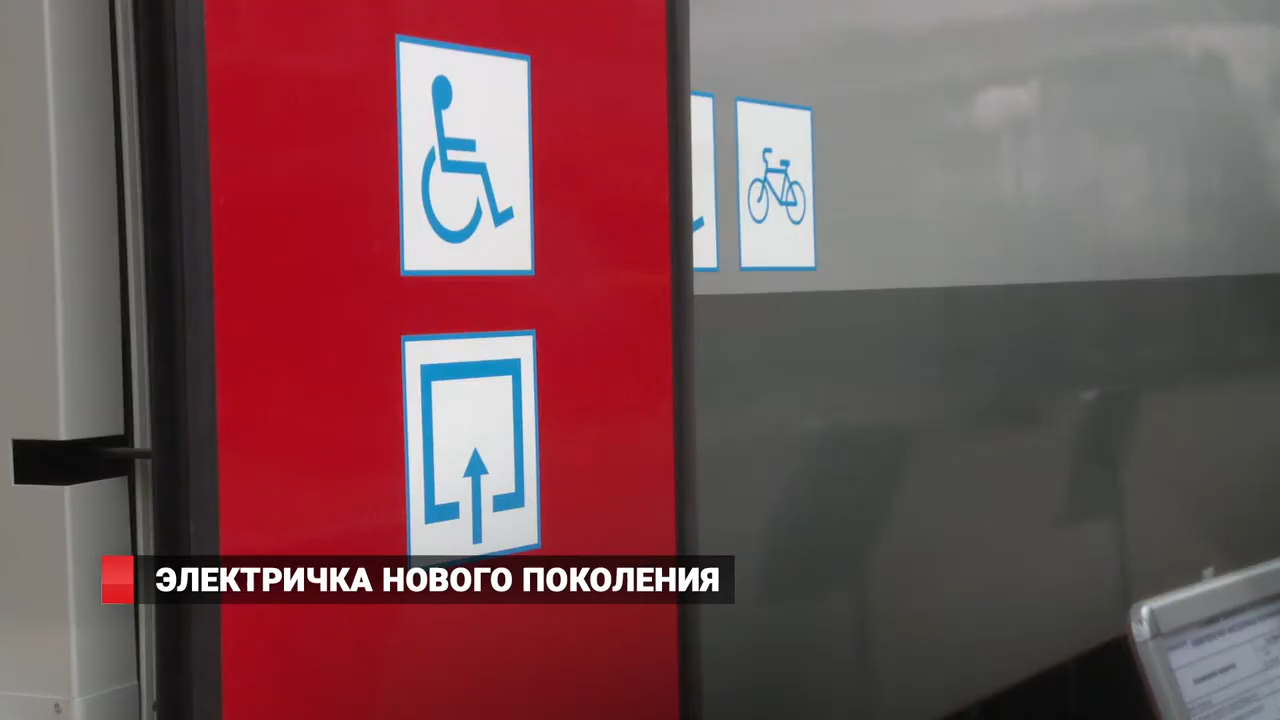 ЭЛЕКТРИЧКА НОВОГО ПОКОЛЕНИЯ